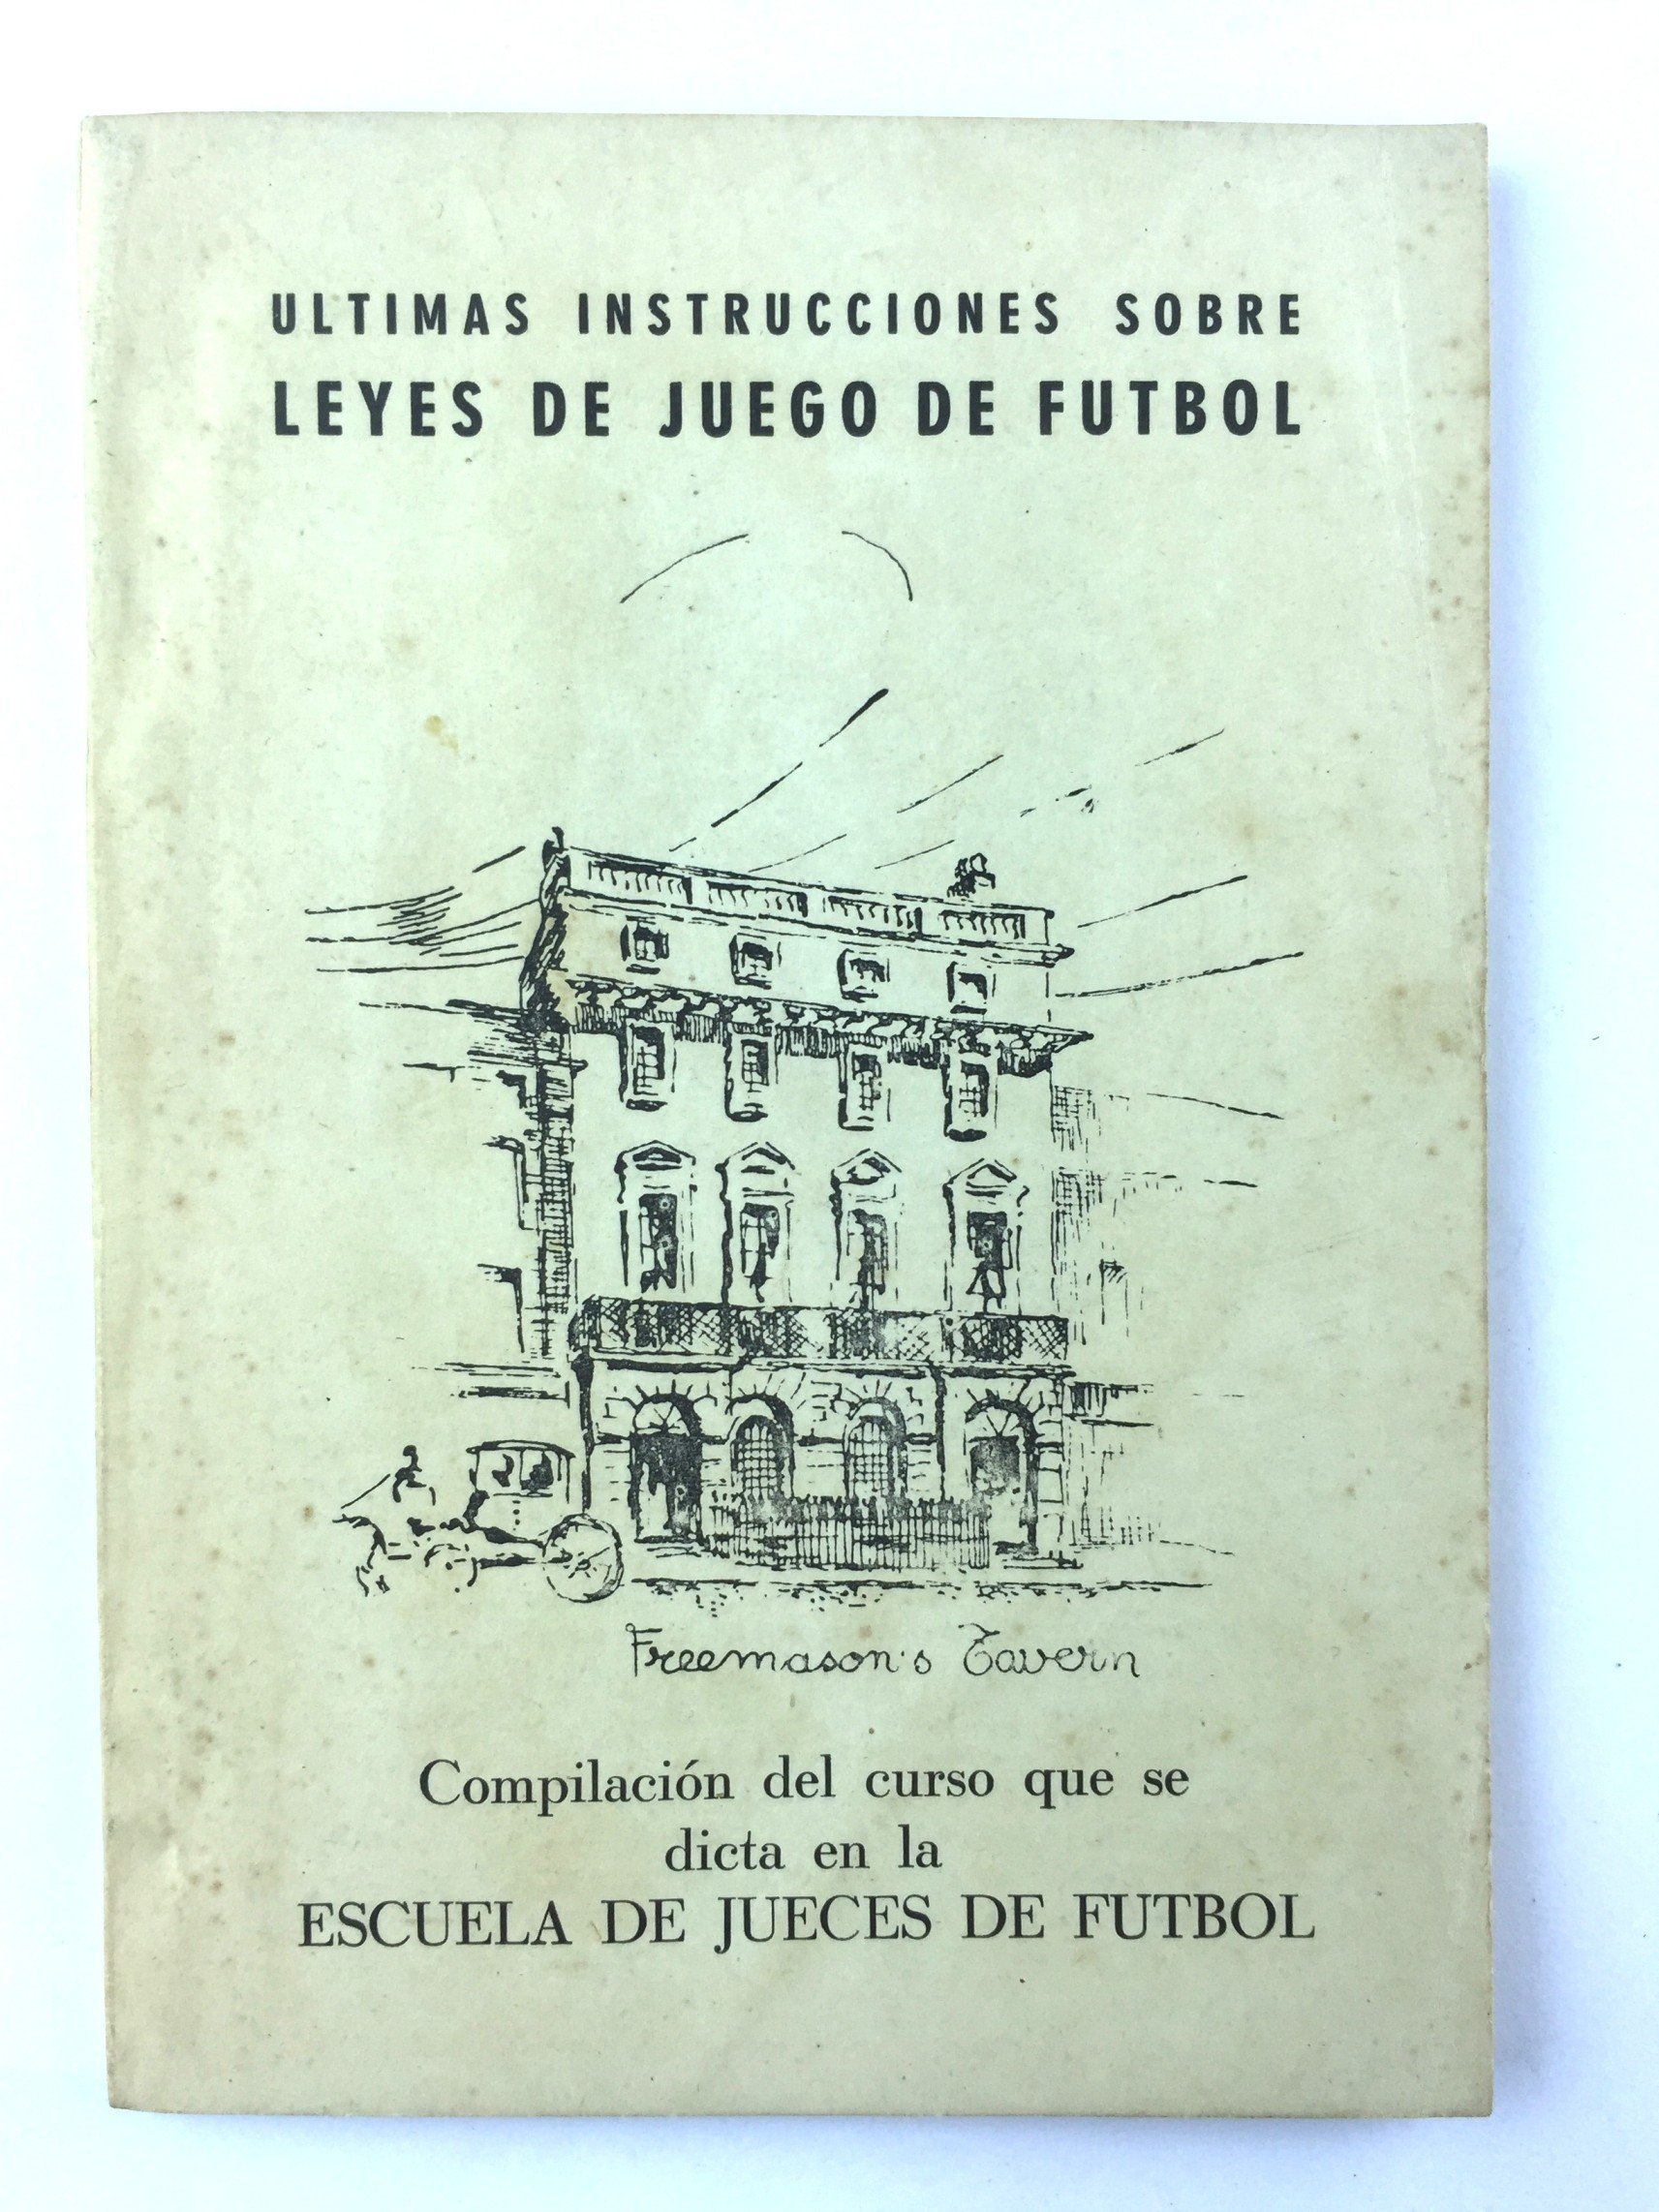 ULTIMAS INSTRUCCIONES SOBRE
LEYES DE JUEGO DE FUTBOL
Freemason's Tavern
Compilación del curso que se
dicta en la
ESCUELA DE JUECES DE FUTBOL